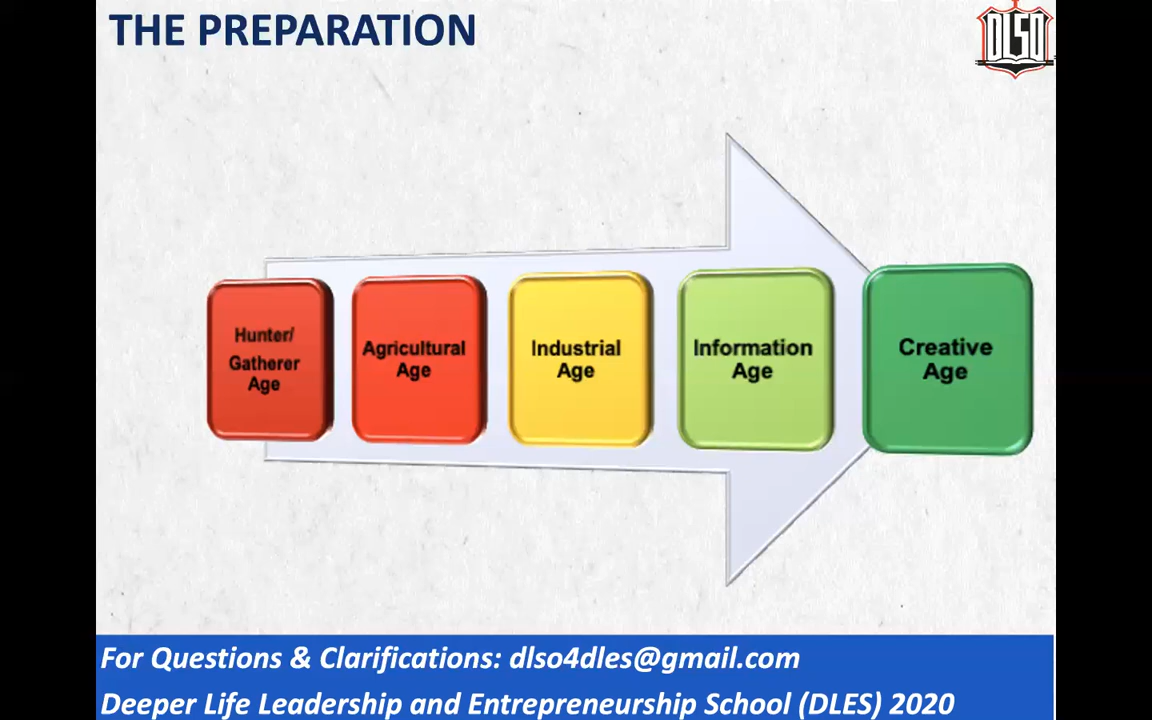 THE PREPARATION
DLSO
Hunter/
Gatherer
Age
Agricultural
Age
Industrial
Age
Information
Age
Creative
Age
For Questions & Clarifications: dlso4dles@gmail.com
Deeper Life Leadership and Entrepreneurship School (DLES) 2020